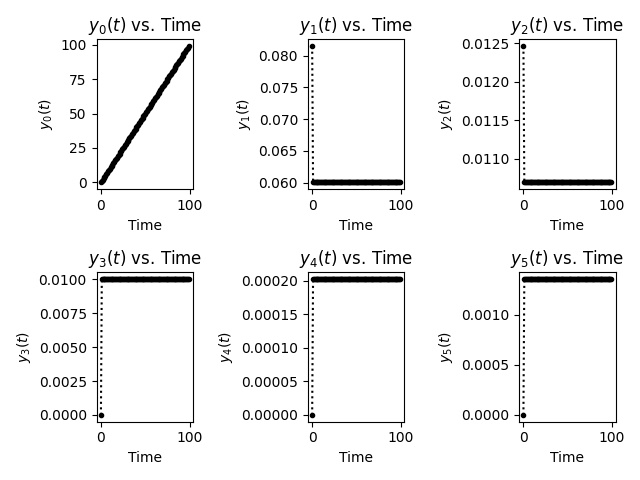 y₀(t) vs. Time
y₁(t) vs. Time
y₂(t) vs. Time
100
75
50
25
0
y₀(t)
0
100
Time
0.080
0.075
0.070
0.065
0.060
y₁(t)
0
100
Time
0.0125
0.0120
0.0115
0.0110
y₂(t)
0
100
Time
y₃(t) vs. Time
y₄(t) vs. Time
y₅(t) vs. Time
0.0100
0.0075
0.0050
0.0025
0.0000
y₃(t)
0
100
Time
0.00020
0.00015
0.00010
0.00005
0.00000
y₄(t)
0
100
Time
0.0010
0.0005
0.0000
y₅(t)
0
100
Time